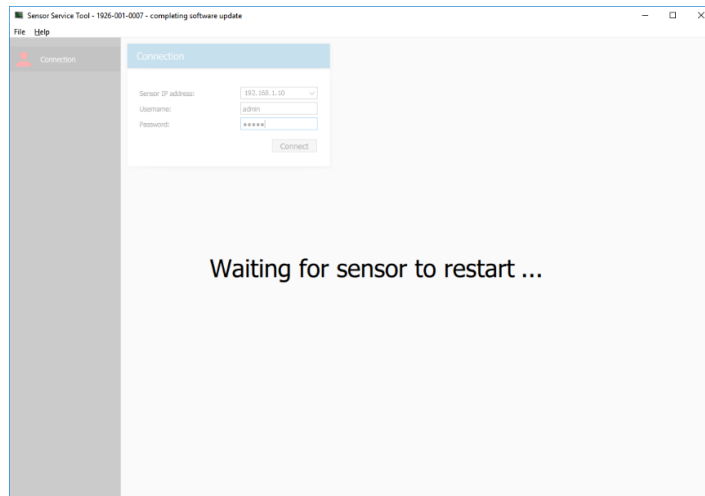 Sensor Service Tool - 1926-001-0007 - completing software update
File Help
Connection
Connection
Sensor IP address: 192.168.1.10
Username: admin
Password: •••••
Connect
Waiting for sensor to restart ...